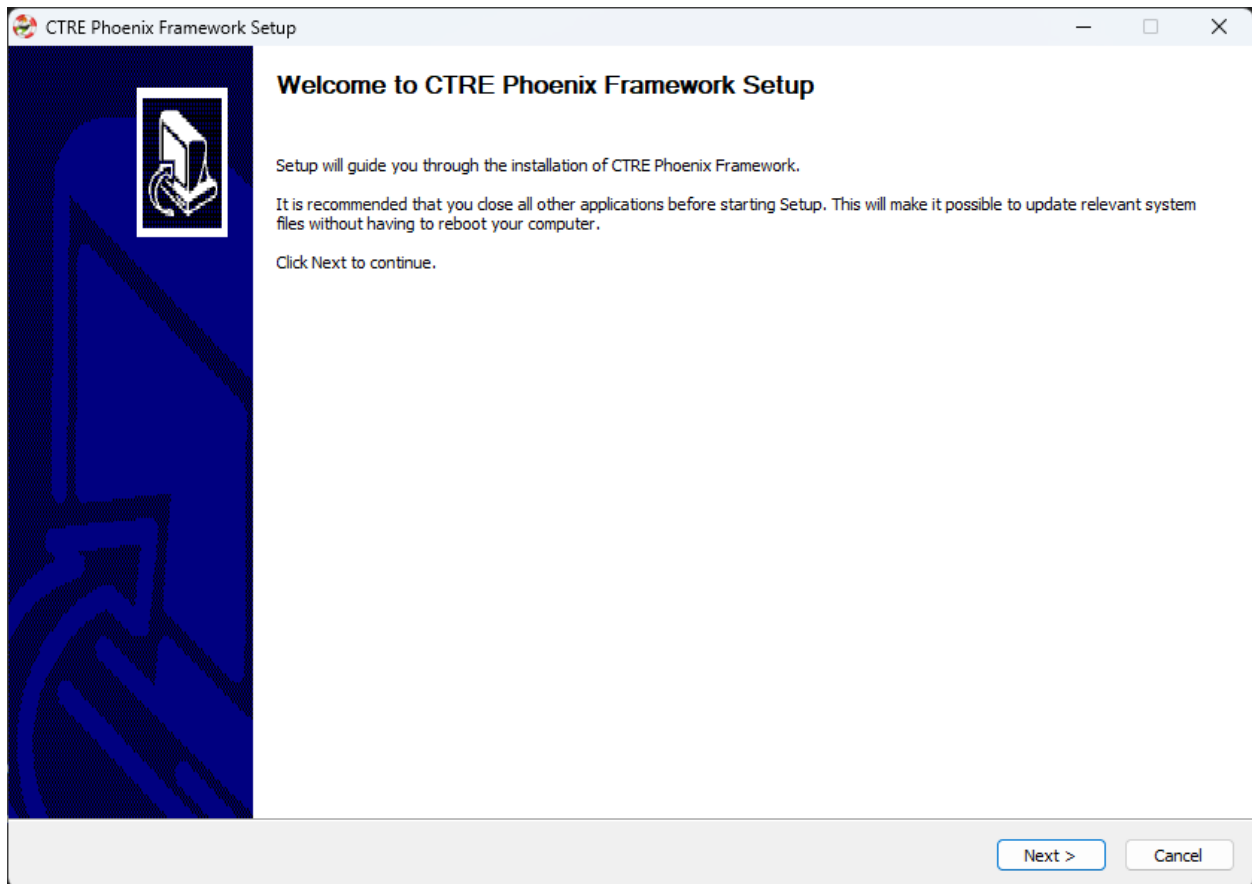 CTRE Phoenix Framework Setup
Welcome to CTRE Phoenix Framework Setup
Setup will guide you through the installation of CTRE Phoenix Framework.
It is recommended that you close all other applications before starting Setup. This will make it possible to update relevant system
files without having to reboot your computer.
Click Next to continue.
Next >
Cancel